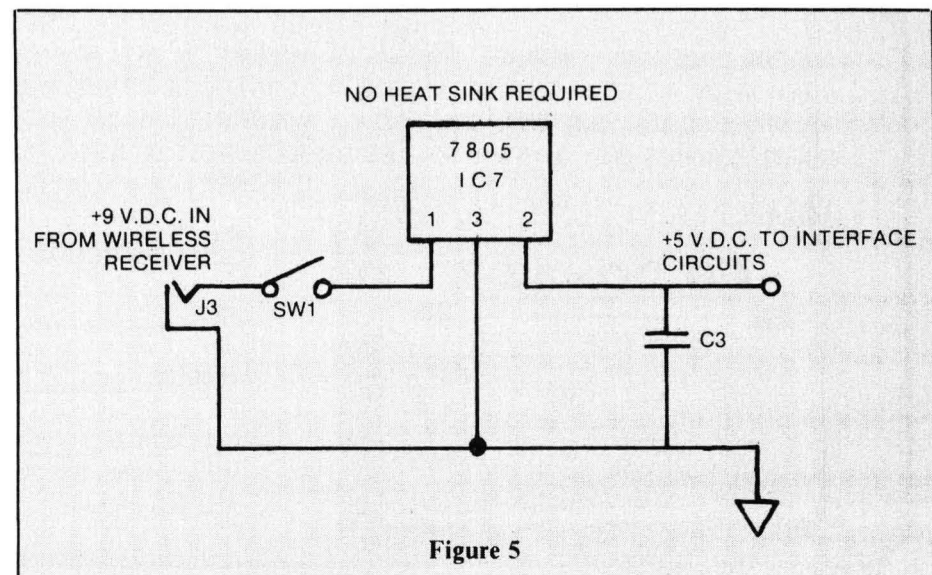 NO HEAT SINK REQUIRED
7805
IC7
1 3 2
+9 V.D.C. IN
FROM WIRELESS
RECEIVER
J3
SW1
+5 V.D.C. TO INTERFACE
CIRCUITS
C3
Figure 5